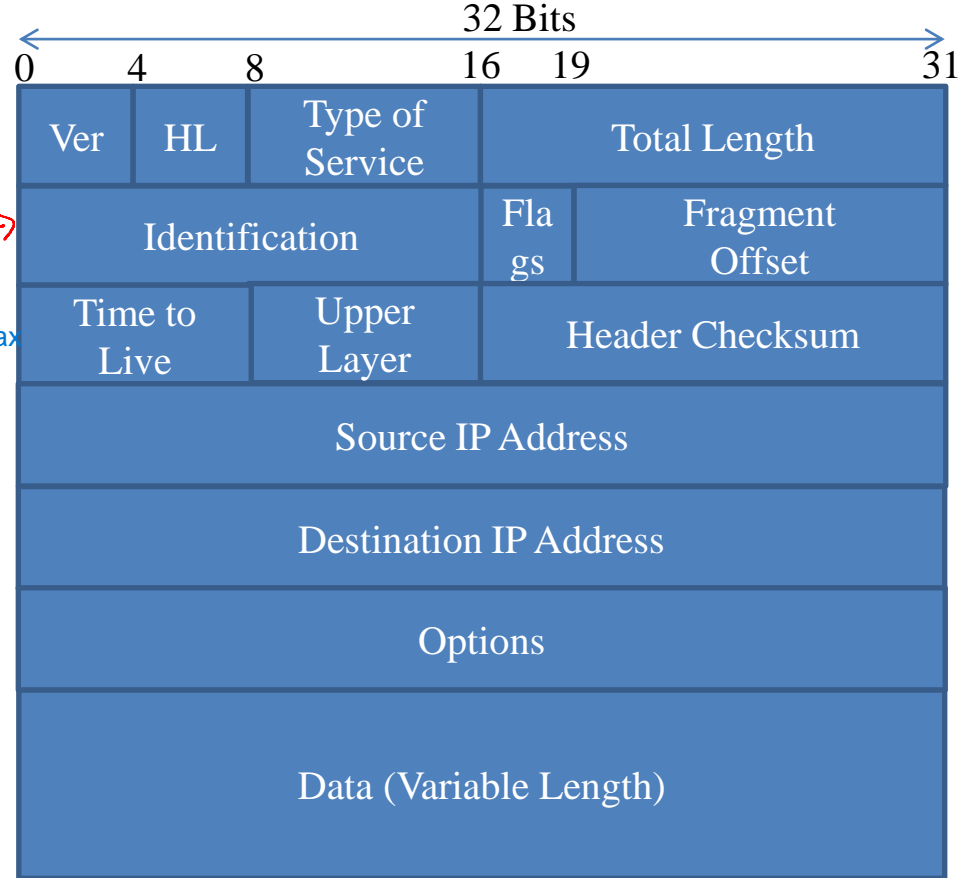 32 Bits
0 4 8 16 19 31
Ver HL Type of Service Total Length
Identification Fla gs Fragment Offset
ax Time to Live Upper Layer Header Checksum
Source IP Address
Destination IP Address
Options
Data (Variable Length)